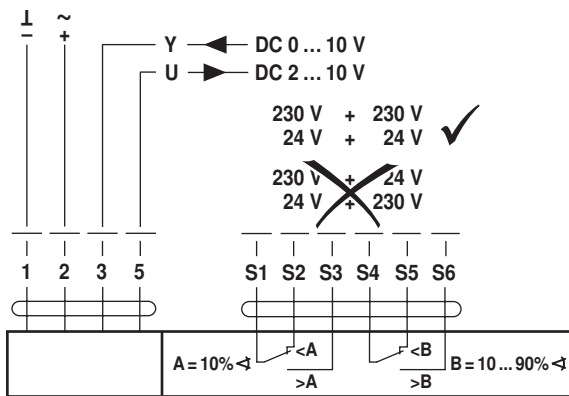 ⊥ ~
− +
Y DC 0 ... 10 V
U DC 2 ... 10 V
230 V + 230 V
24 V + 24 V
230 V + 24 V
24 V + 230 V
1 2 3 5 S1 S2 S3 S4 S5 S6
A = 10% ∢ <A <B B = 10 ... 90% ∢
>A >B